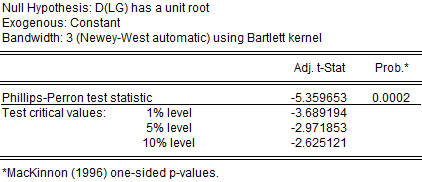 Null Hypothesis: D(LG) has a unit root
Exogenous: Constant
Bandwidth: 3 (Newey-West automatic) using Bartlett kernel
Adj. t-Stat Prob.*
Phillips-Perron test statistic -5.359653 0.0002
Test critical values: 1% level -3.689194
5% level -2.971853
10% level -2.625121
*MacKinnon (1996) one-sided p-values.